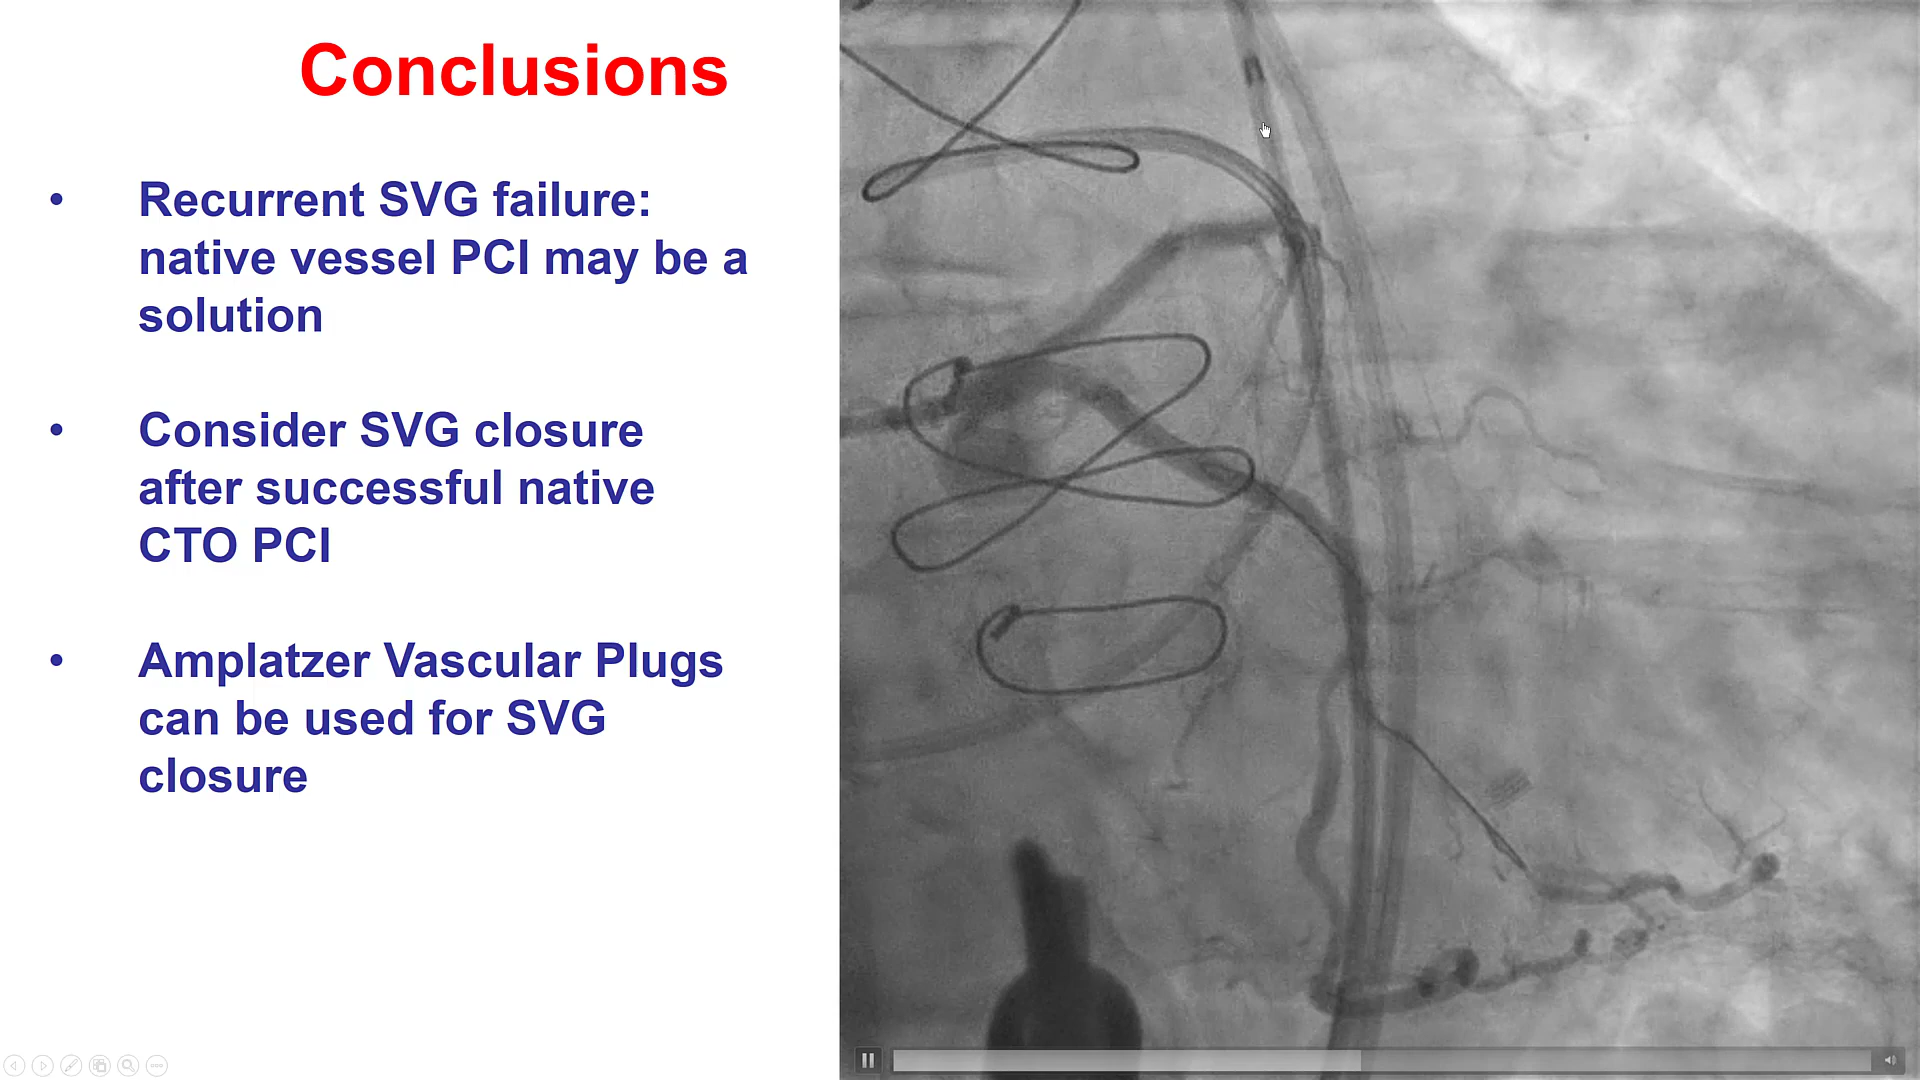 Conclusions
• Recurrent SVG failure:
native vessel PCI may be a
solution
• Consider SVG closure
after successful native
CTO PCI
• Amplatzer Vascular Plugs
can be used for SVG
closure